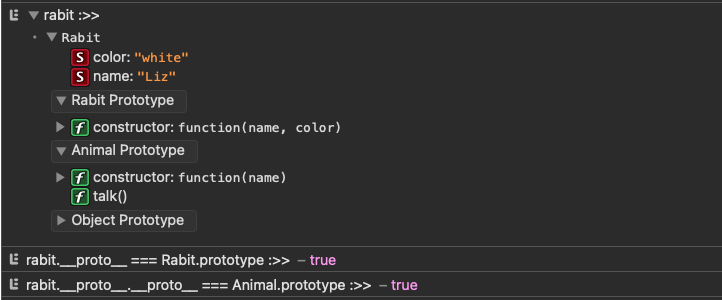 rabit :>>
Rabit
S color: "white"
S name: "Liz"
Rabit Prototype
f constructor: function(name, color)
Animal Prototype
f constructor: function(name)
f talk()
Object Prototype
rabit.__proto__ === Rabit.prototype :>> – true
rabit.__proto__.__proto__ === Animal.prototype :>> – true